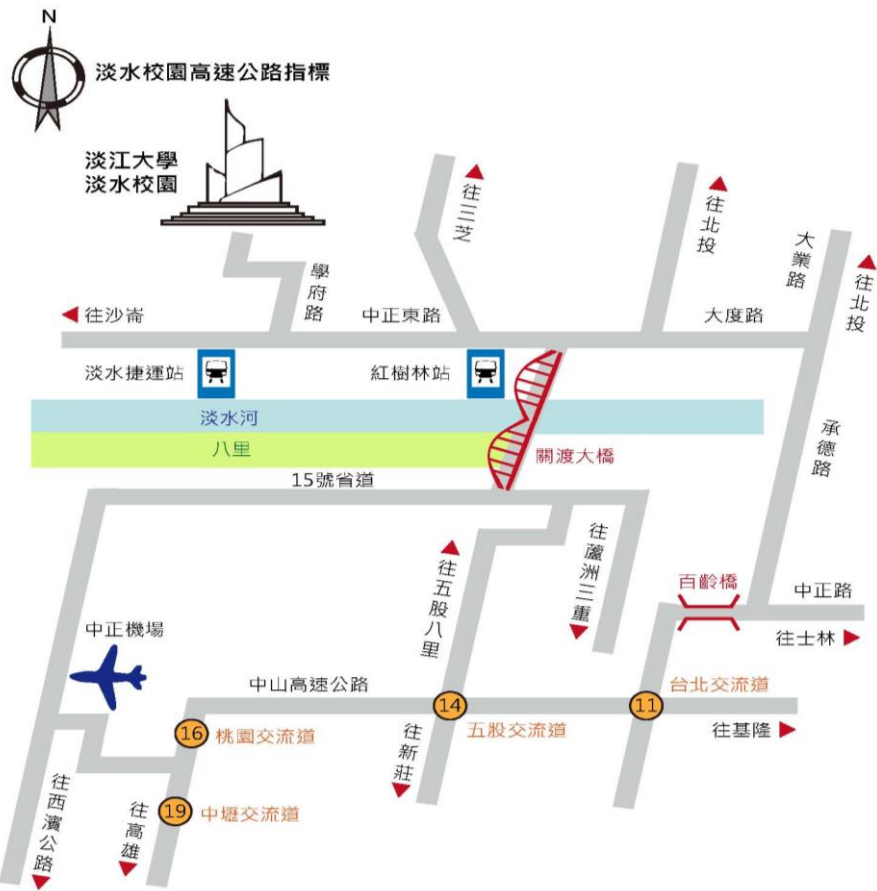 N
淡水校園高速公路指標
淡江大學
淡水校園
往三芝
往北投
大業路
往北投
學府路
往沙崙
中正東路
大度路
淡水捷運站
紅樹林站
淡水河
八里
關渡大橋
承德路
15號省道
往五股八里
往蘆洲三重
百齡橋
中正路
往士林
中正機場
中山高速公路
台北交流道
14
11
16
桃園交流道
五股交流道
往基隆
往新莊
19
中壢交流道
往西濱公路
往高雄